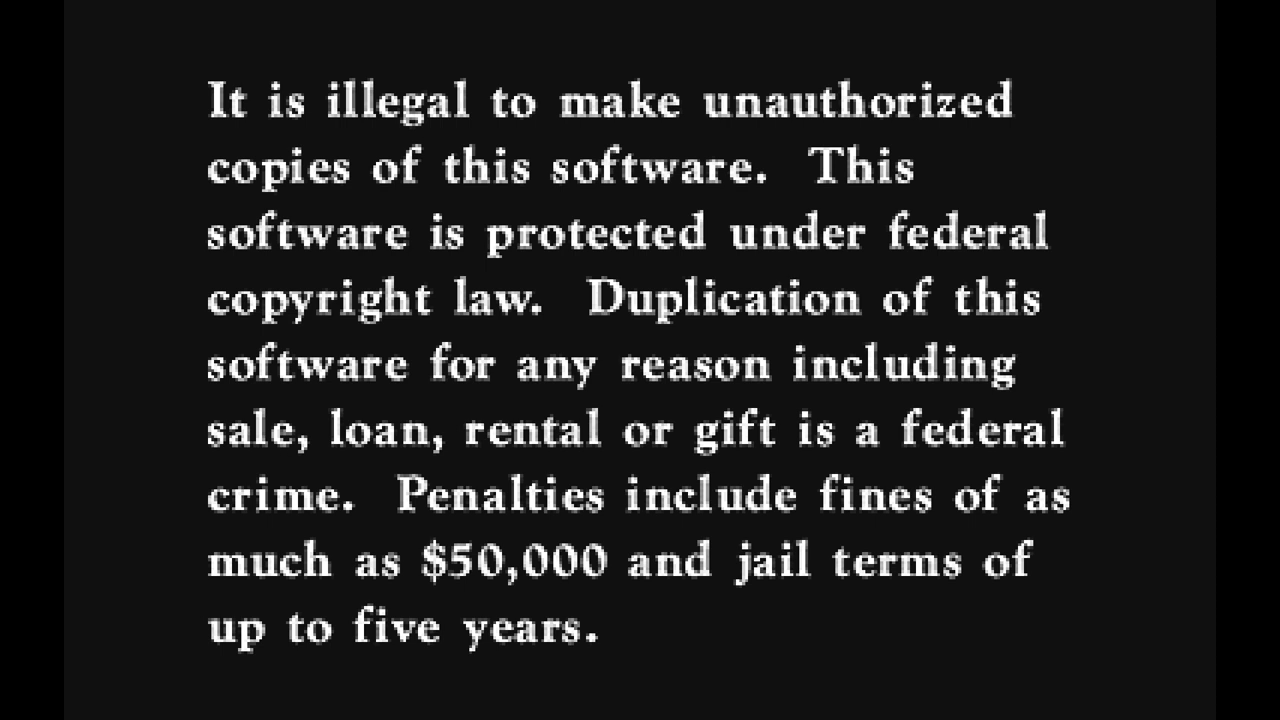 It is illegal to make unauthorized
copies of this software.  This
software is protected under federal
copyright law.  Duplication of this
software for any reason including
sale, loan, rental or gift is a federal
crime.  Penalties include fines of as
much as $50,000 and jail terms of
up to five years.